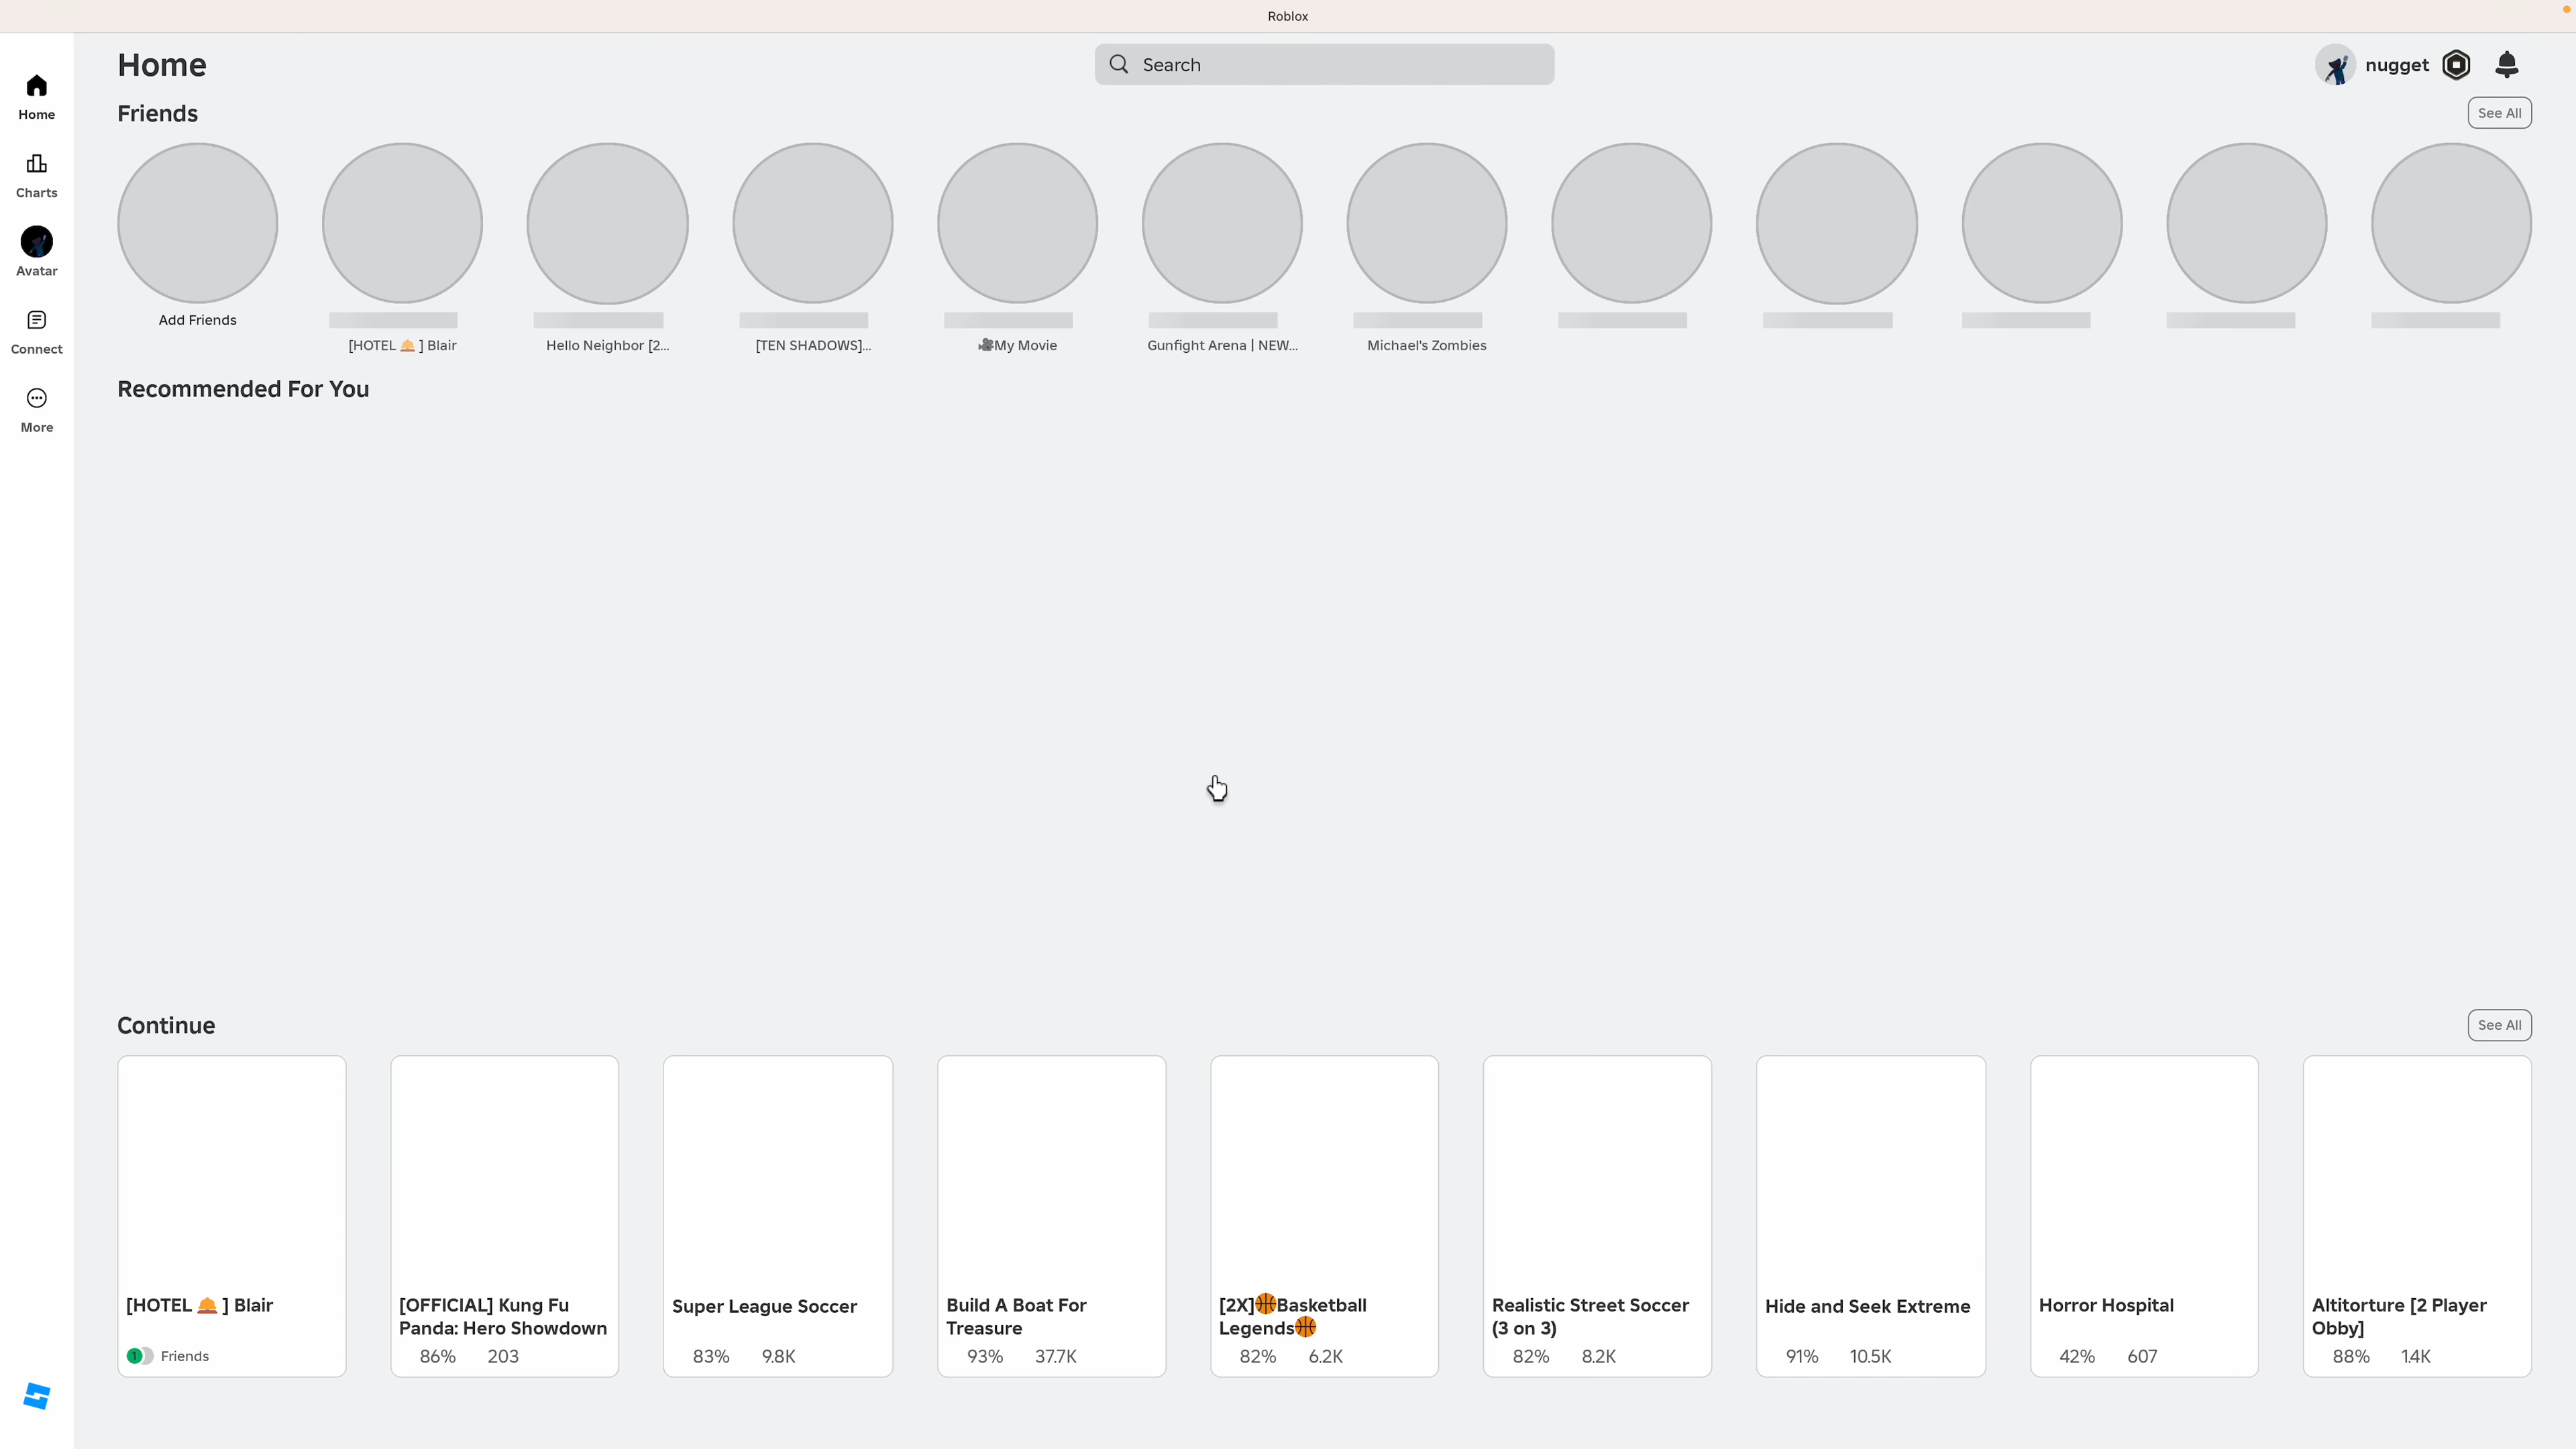 Roblox
Home
Search
nugget
Home
Charts
Avatar
Connect
More
Friends
See All
Add Friends
[HOTEL 🛎️ ] Blair
Hello Neighbor [2...
[TEN SHADOWS]...
🎥My Movie
Gunfight Arena | NEW...
Michael's Zombies
Recommended For You
Continue
See All
[HOTEL 🛎️ ] Blair
1 Friends
[OFFICIAL] Kung Fu
Panda: Hero Showdown
86% 203
Super League Soccer
83% 9.8K
Build A Boat For
Treasure
93% 37.7K
[2X]🏀Basketball
Legends🏀
82% 6.2K
Realistic Street Soccer
(3 on 3)
82% 8.2K
Hide and Seek Extreme
91% 10.5K
Horror Hospital
42% 607
Altitorture [2 Player
Obby]
88% 1.4K